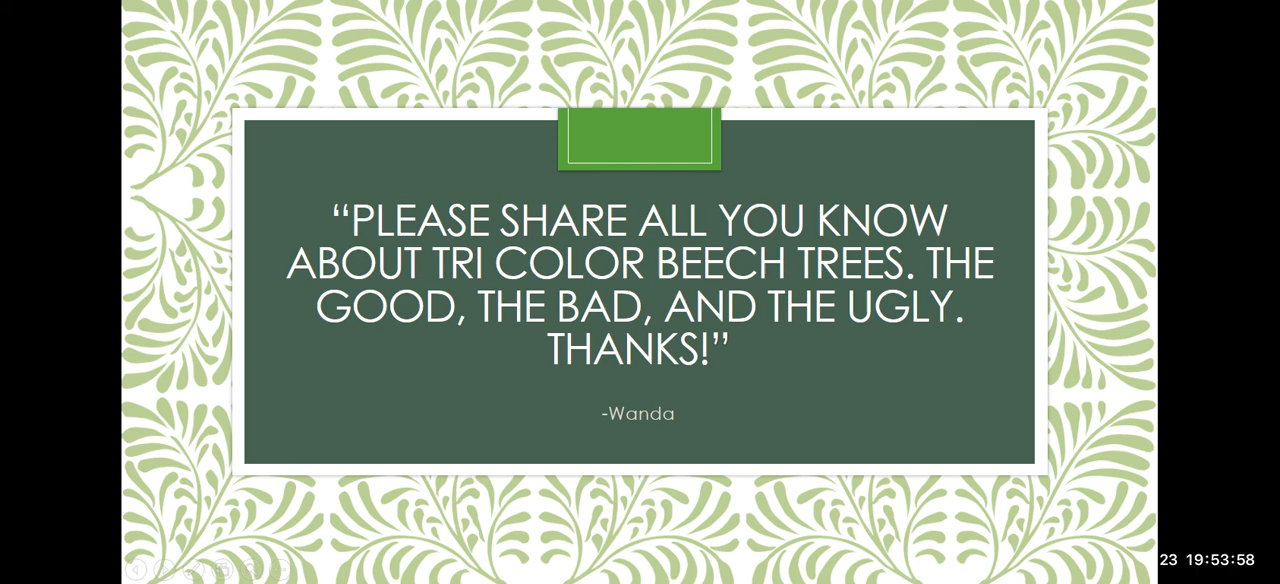 “PLEASE SHARE ALL YOU KNOW
ABOUT TRI COLOR BEECH TREES. THE
GOOD, THE BAD, AND THE UGLY.
THANKS!”
-Wanda
23 19:53:58